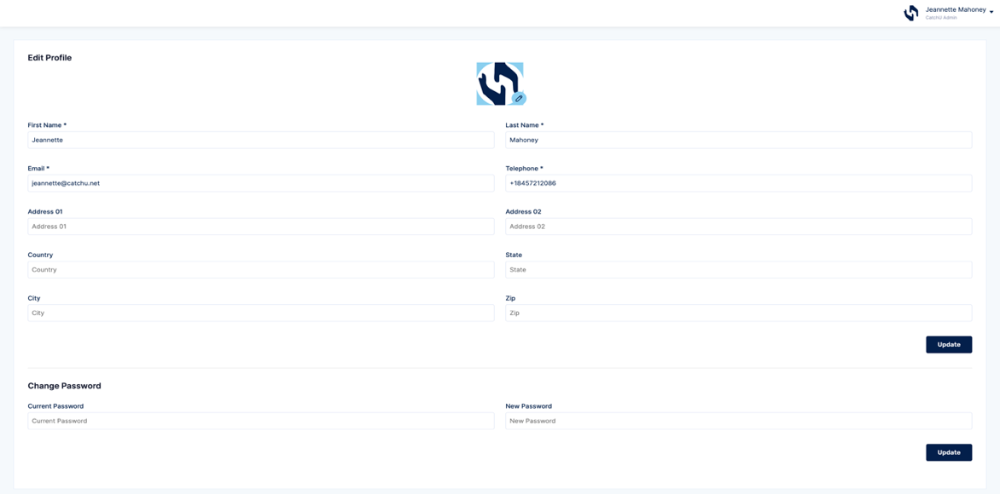 Jeannette Mahoney
CatchU Admin
Edit Profile
First Name *
Last Name *
Jeannette
Mahoney
Email *
Telephone *
jeannette@catchu.net
+18457212086
Address 01
Address 02
Address 01
Address 02
Country
State
Country
State
City
Zip
City
Zip
Update
Change Password
Current Password
New Password
Current Password
New Password
Update